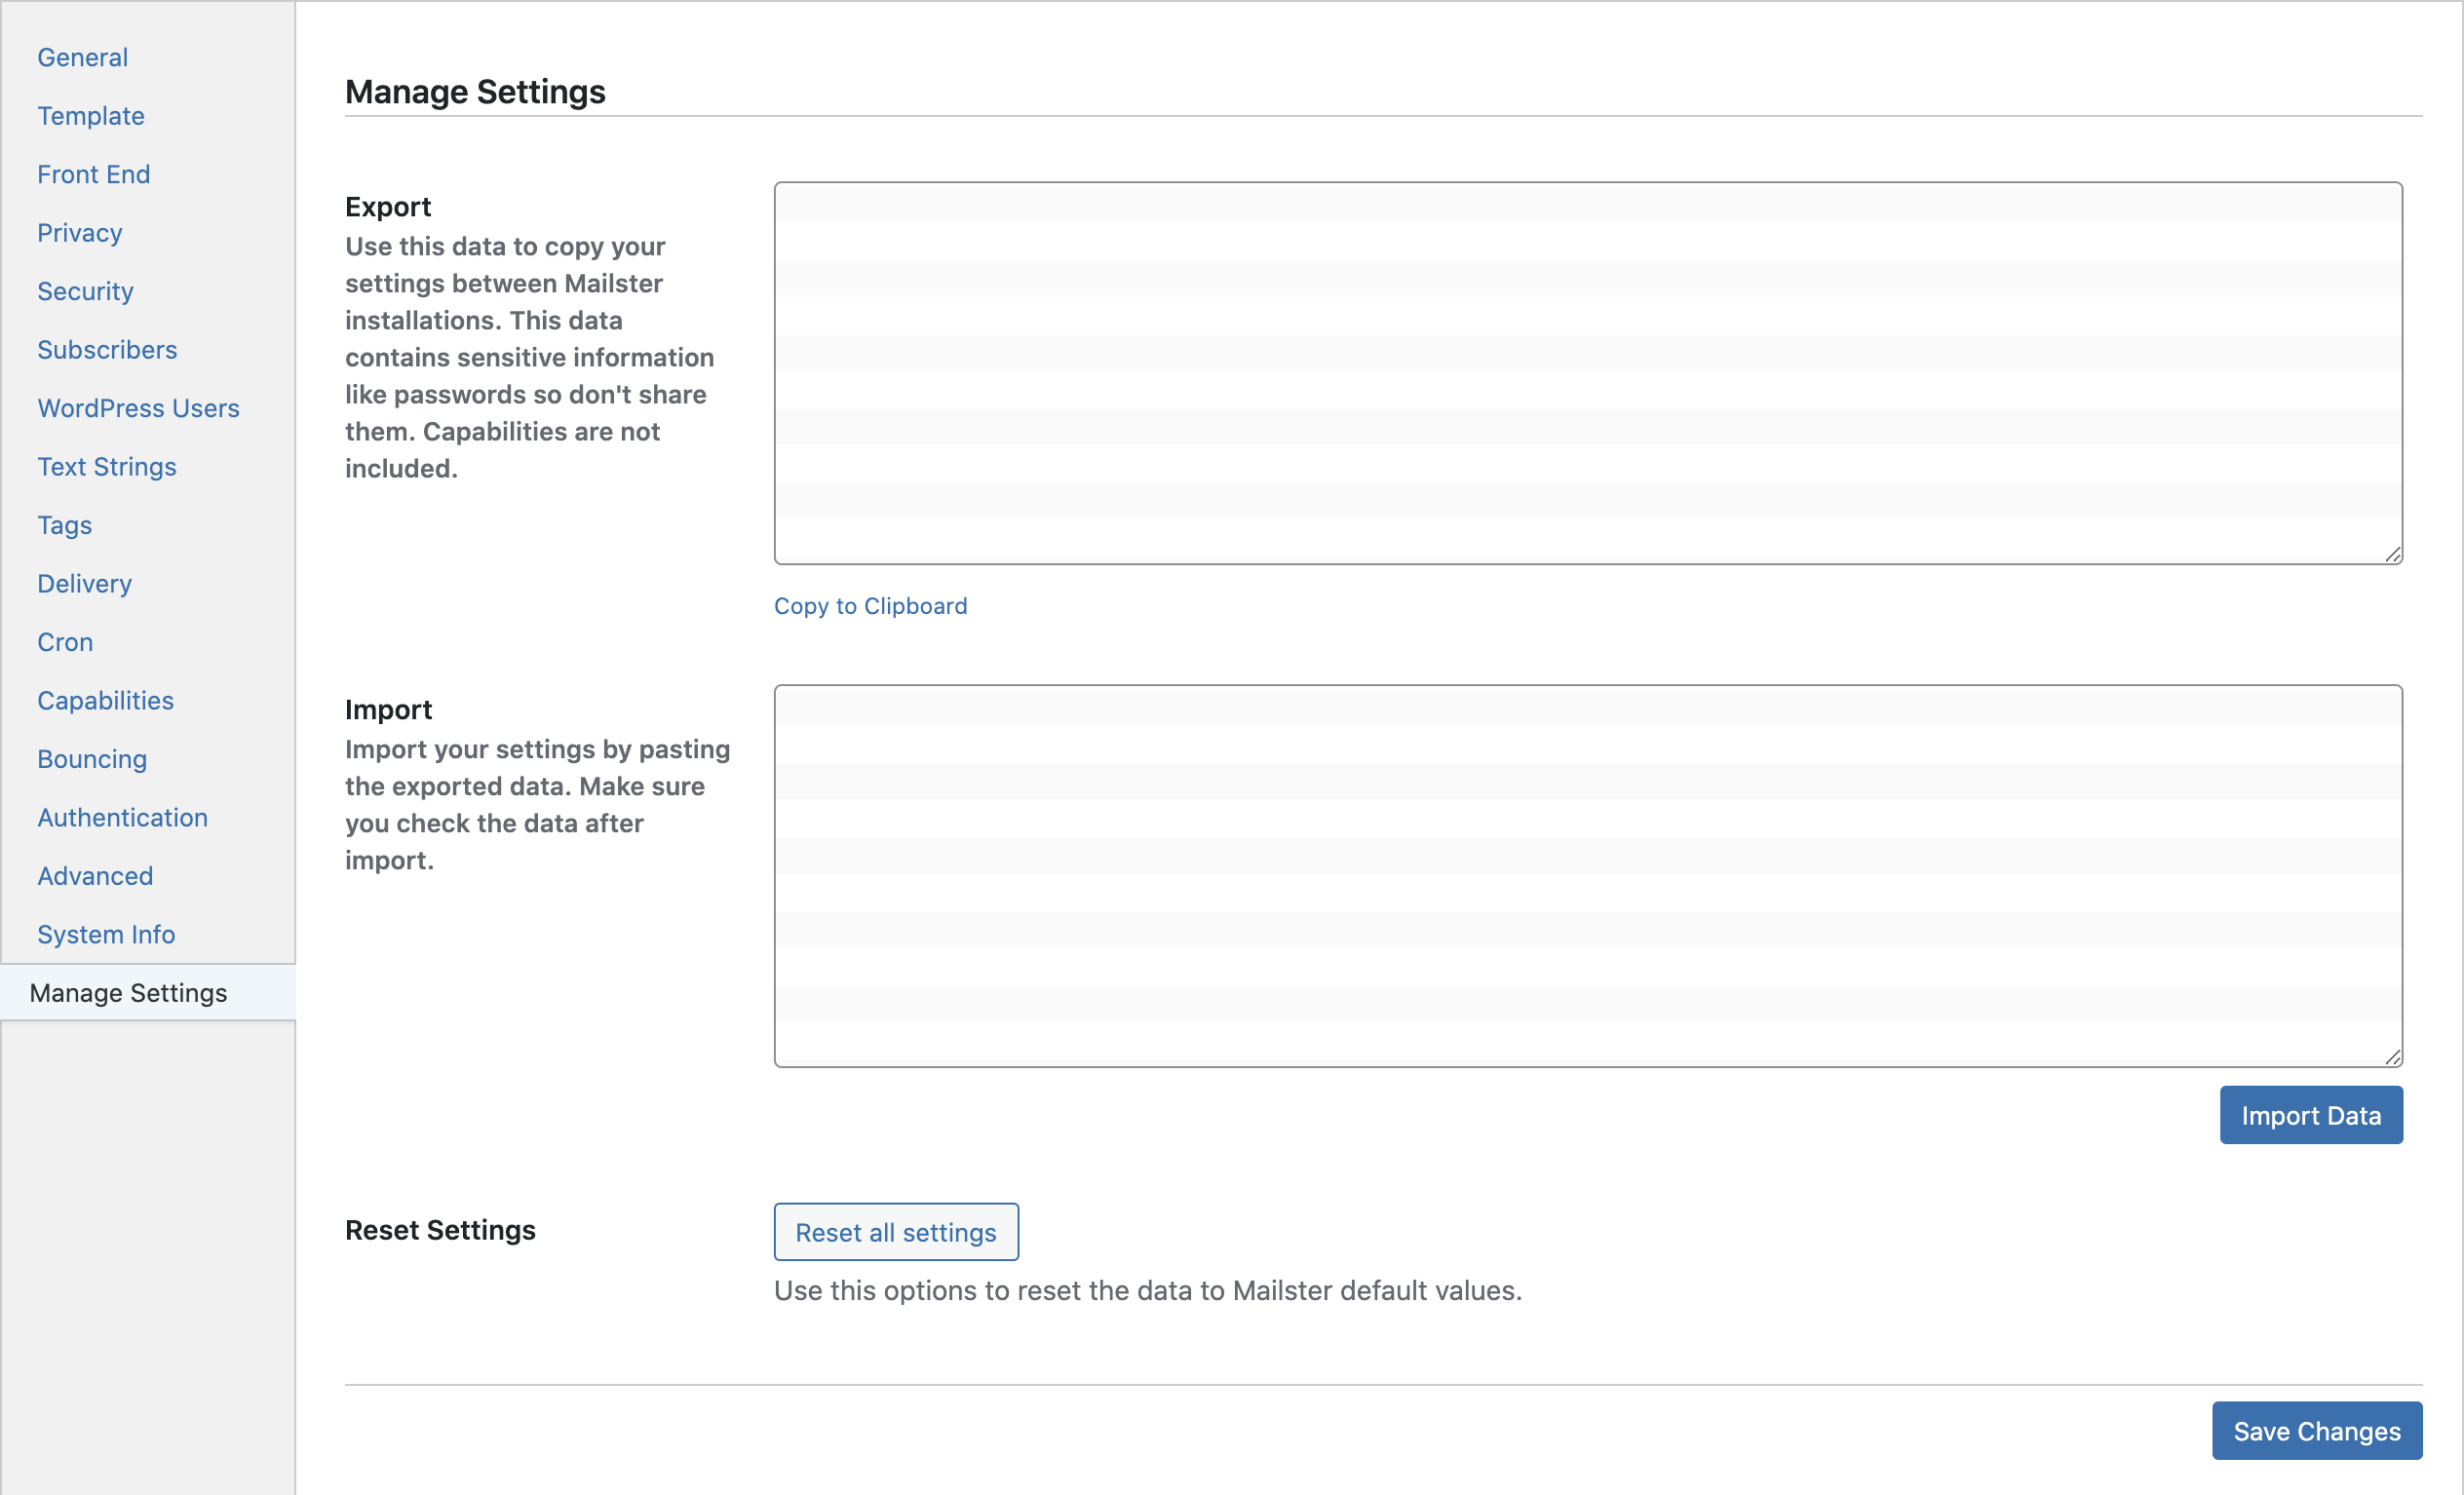 General
Template
Front End
Privacy
Security
Subscribers
WordPress Users
Text Strings
Tags
Delivery
Cron
Capabilities
Bouncing
Authentication
Advanced
System Info
Manage Settings
Manage Settings
Export
Use this data to copy your
settings between Mailster
installations. This data
contains sensitive information
like passwords so don't share
them. Capabilities are not
included.
Copy to Clipboard
Import
Import your settings by pasting
the exported data. Make sure
you check the data after
import.
Import Data
Reset Settings
Reset all settings
Use this options to reset the data to Mailster default values.
Save Changes